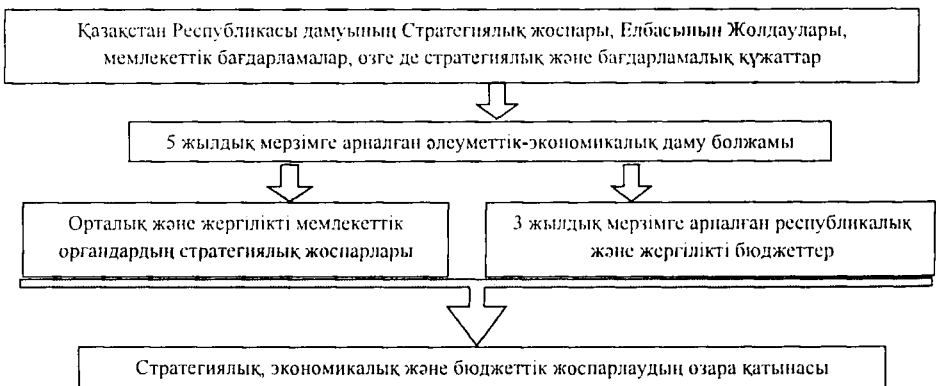 Қазақстан Республикасы дамуының Стратегиялық жоспары, Елбасынын Жолдаулары,
мемлекеттік бағдарламалар, өзге де стратегиялық және бағдарламалық құжаттар
5 жылдық мерзімге арналған әлеуметтік-экономикалық даму болжамы
Орталық және жергілікті мемлекеттік
органдардың стратегиялық жоспарлары
3 жылдық мерзімге арналған республикалық
және жергілікті бюджеттер
Стратегиялық, экономикалық және бюджеттік жоспарлаудың озара қатынасы